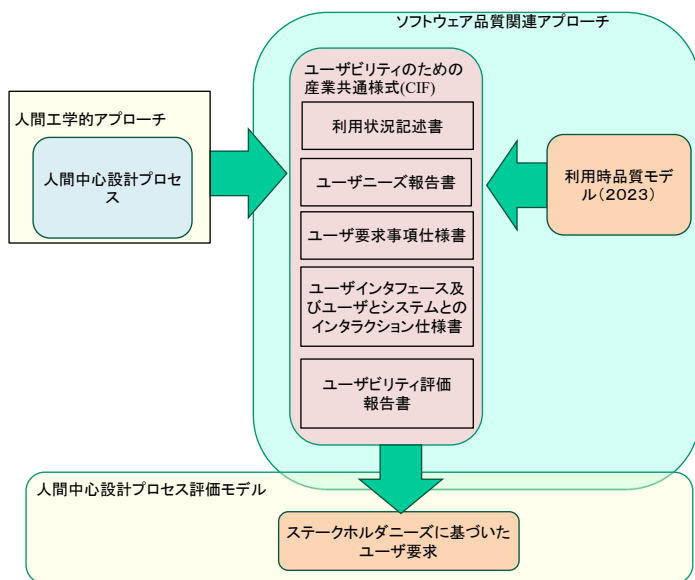 ソフトウェア品質関連アプローチ
ユーザビリティのための
産業共通様式(CIF)
人間工学的アプローチ
人間中心設計プロセ
ス
利用状況記述書
ユーザニーズ報告書
ユーザ要求事項仕様書
ユーザインタフェース及
びユーザとシステムとの
インタラクション仕様書
ユーザビリティ評価
報告書
利用時品質モ
デル(2023)
人間中心設計プロセス評価モデル
ステークホルダニーズに基づいた
ユーザ要求